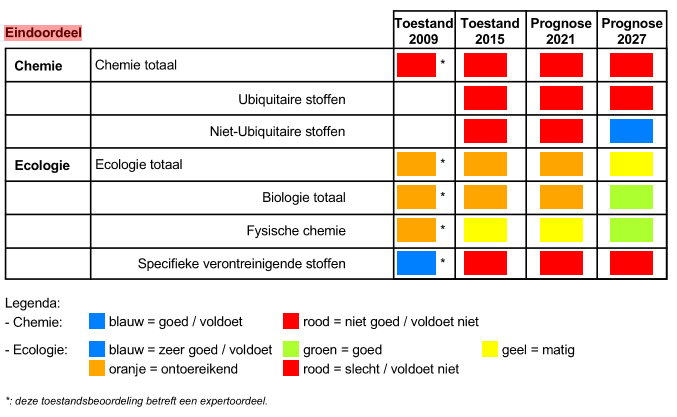 Eindoordeel
Toestand 2009 Toestand 2015 Prognose 2021 Prognose 2027
Chemie Chemie totaal *
Ubiquitaire stoffen
Niet-Ubiquitaire stoffen
Ecologie Ecologie totaal *
Biologie totaal *
Fysische chemie *
Specifieke verontreinigende stoffen *
Legenda:
- Chemie: blauw = goed / voldoet rood = niet goed / voldoet niet
- Ecologie: blauw = zeer goed / voldoet groen = goed geel = matig
oranje = ontoereikend rood = slecht / voldoet niet
*: deze toestandsbeoordeling betreft een expertoordeel.